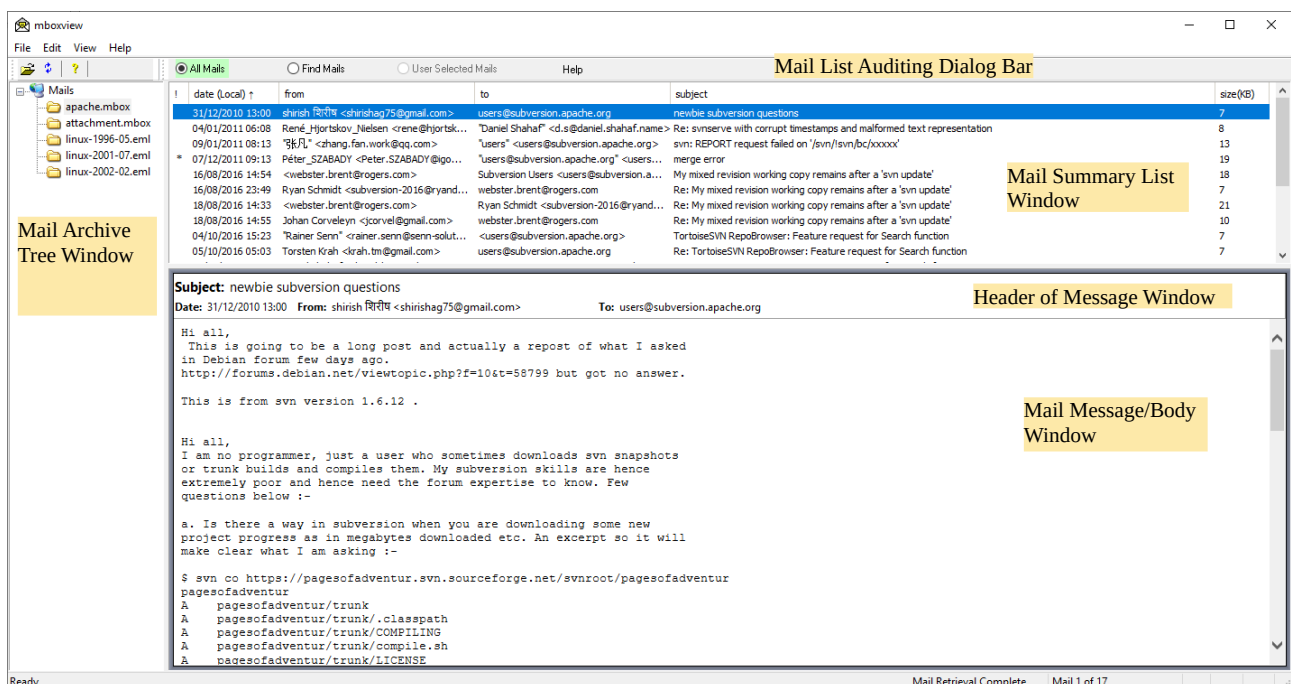 mboxview
File Edit View Help
All Mails Find Mails User Selected Mails Help Mail List Auditing Dialog Bar
Mails
apache.mbox
attachment.mbox
linux-1996-05.eml
linux-2001-07.eml
linux-2002-02.eml
Mail Archive
Tree Window
! date (Local) ↑ from to subject size(KB)
31/12/2010 13:00 shirish शिरीष <shirishag75@gmail.com> users@subversion.apache.org newbie subversion questions 7
04/01/2011 06:08 René_Hjortskov_Nielsen <rene@hjortsk... "Daniel Shahaf" <d.s@daniel.shahaf.name> Re: svnserve with corrupt timestamps and malformed text representation 8
09/01/2011 08:13 "张凡" <zhang.fan.work@qq.com> "users" <users@subversion.apache.org> svn: REPORT request failed on '/svn/!svn/bc/xxxxx' 13
* 07/12/2011 09:13 Péter_SZABADY <Peter.SZABADY@igo... "users@subversion.apache.org" <users... merge error 19
16/08/2016 14:54 <webster.brent@rogers.com> Subversion Users <users@subversion.a... My mixed revision working copy remains after a 'svn update' 18
16/08/2016 23:49 Ryan Schmidt <subversion-2016@ryand... webster.brent@rogers.com Re: My mixed revision working copy remains after a 'svn update' 7
18/08/2016 14:33 <webster.brent@rogers.com> Ryan Schmidt <subversion-2016@ryand... Re: My mixed revision working copy remains after a 'svn update' 21
18/08/2016 14:55 Johan Corveleyn <jcorvel@gmail.com> webster.brent@rogers.com Re: My mixed revision working copy remains after a 'svn update' 10
04/10/2016 15:23 "Rainer Senn" <rainer.senn@senn-solut... <users@subversion.apache.org> TortoiseSVN RepoBrowser: Feature request for Search function 7
05/10/2016 05:03 Torsten Krah <krah.tm@gmail.com> users@subversion.apache.org Re: TortoiseSVN RepoBrowser: Feature request for Search function 7
Mail Summary List
Window
Subject: newbie subversion questions
Date: 31/12/2010 13:00 From: shirish शिरीष <shirishag75@gmail.com> To: users@subversion.apache.org
Header of Message Window
Hi all,
This is going to be a long post and actually a repost of what I asked
in Debian forum few days ago.
http://forums.debian.net/viewtopic.php?f=10&t=58799 but got no answer.
This is from svn version 1.6.12 .
Mail Message/Body
Window
Hi all,
I am no programmer, just a user who sometimes downloads svn snapshots
or trunk builds and compiles them. My subversion skills are hence
extremely poor and hence need the forum expertise to know. Few
questions below :-
a. Is there a way in subversion when you are downloading some new
project progress as in megabytes downloaded etc. An excerpt so it will
make clear what I am asking :-
$ svn co https://pagesofadventur.svn.sourceforge.net/svnroot/pagesofadventur
pagesofadventur
A pagesofadventur/trunk
A pagesofadventur/trunk/.classpath
A pagesofadventur/trunk/COMPILING
A pagesofadventur/trunk/compile.sh
A pagesofadventur/trunk/LICENSE
Ready Mail Retrieval Complete Mail 1 of 17